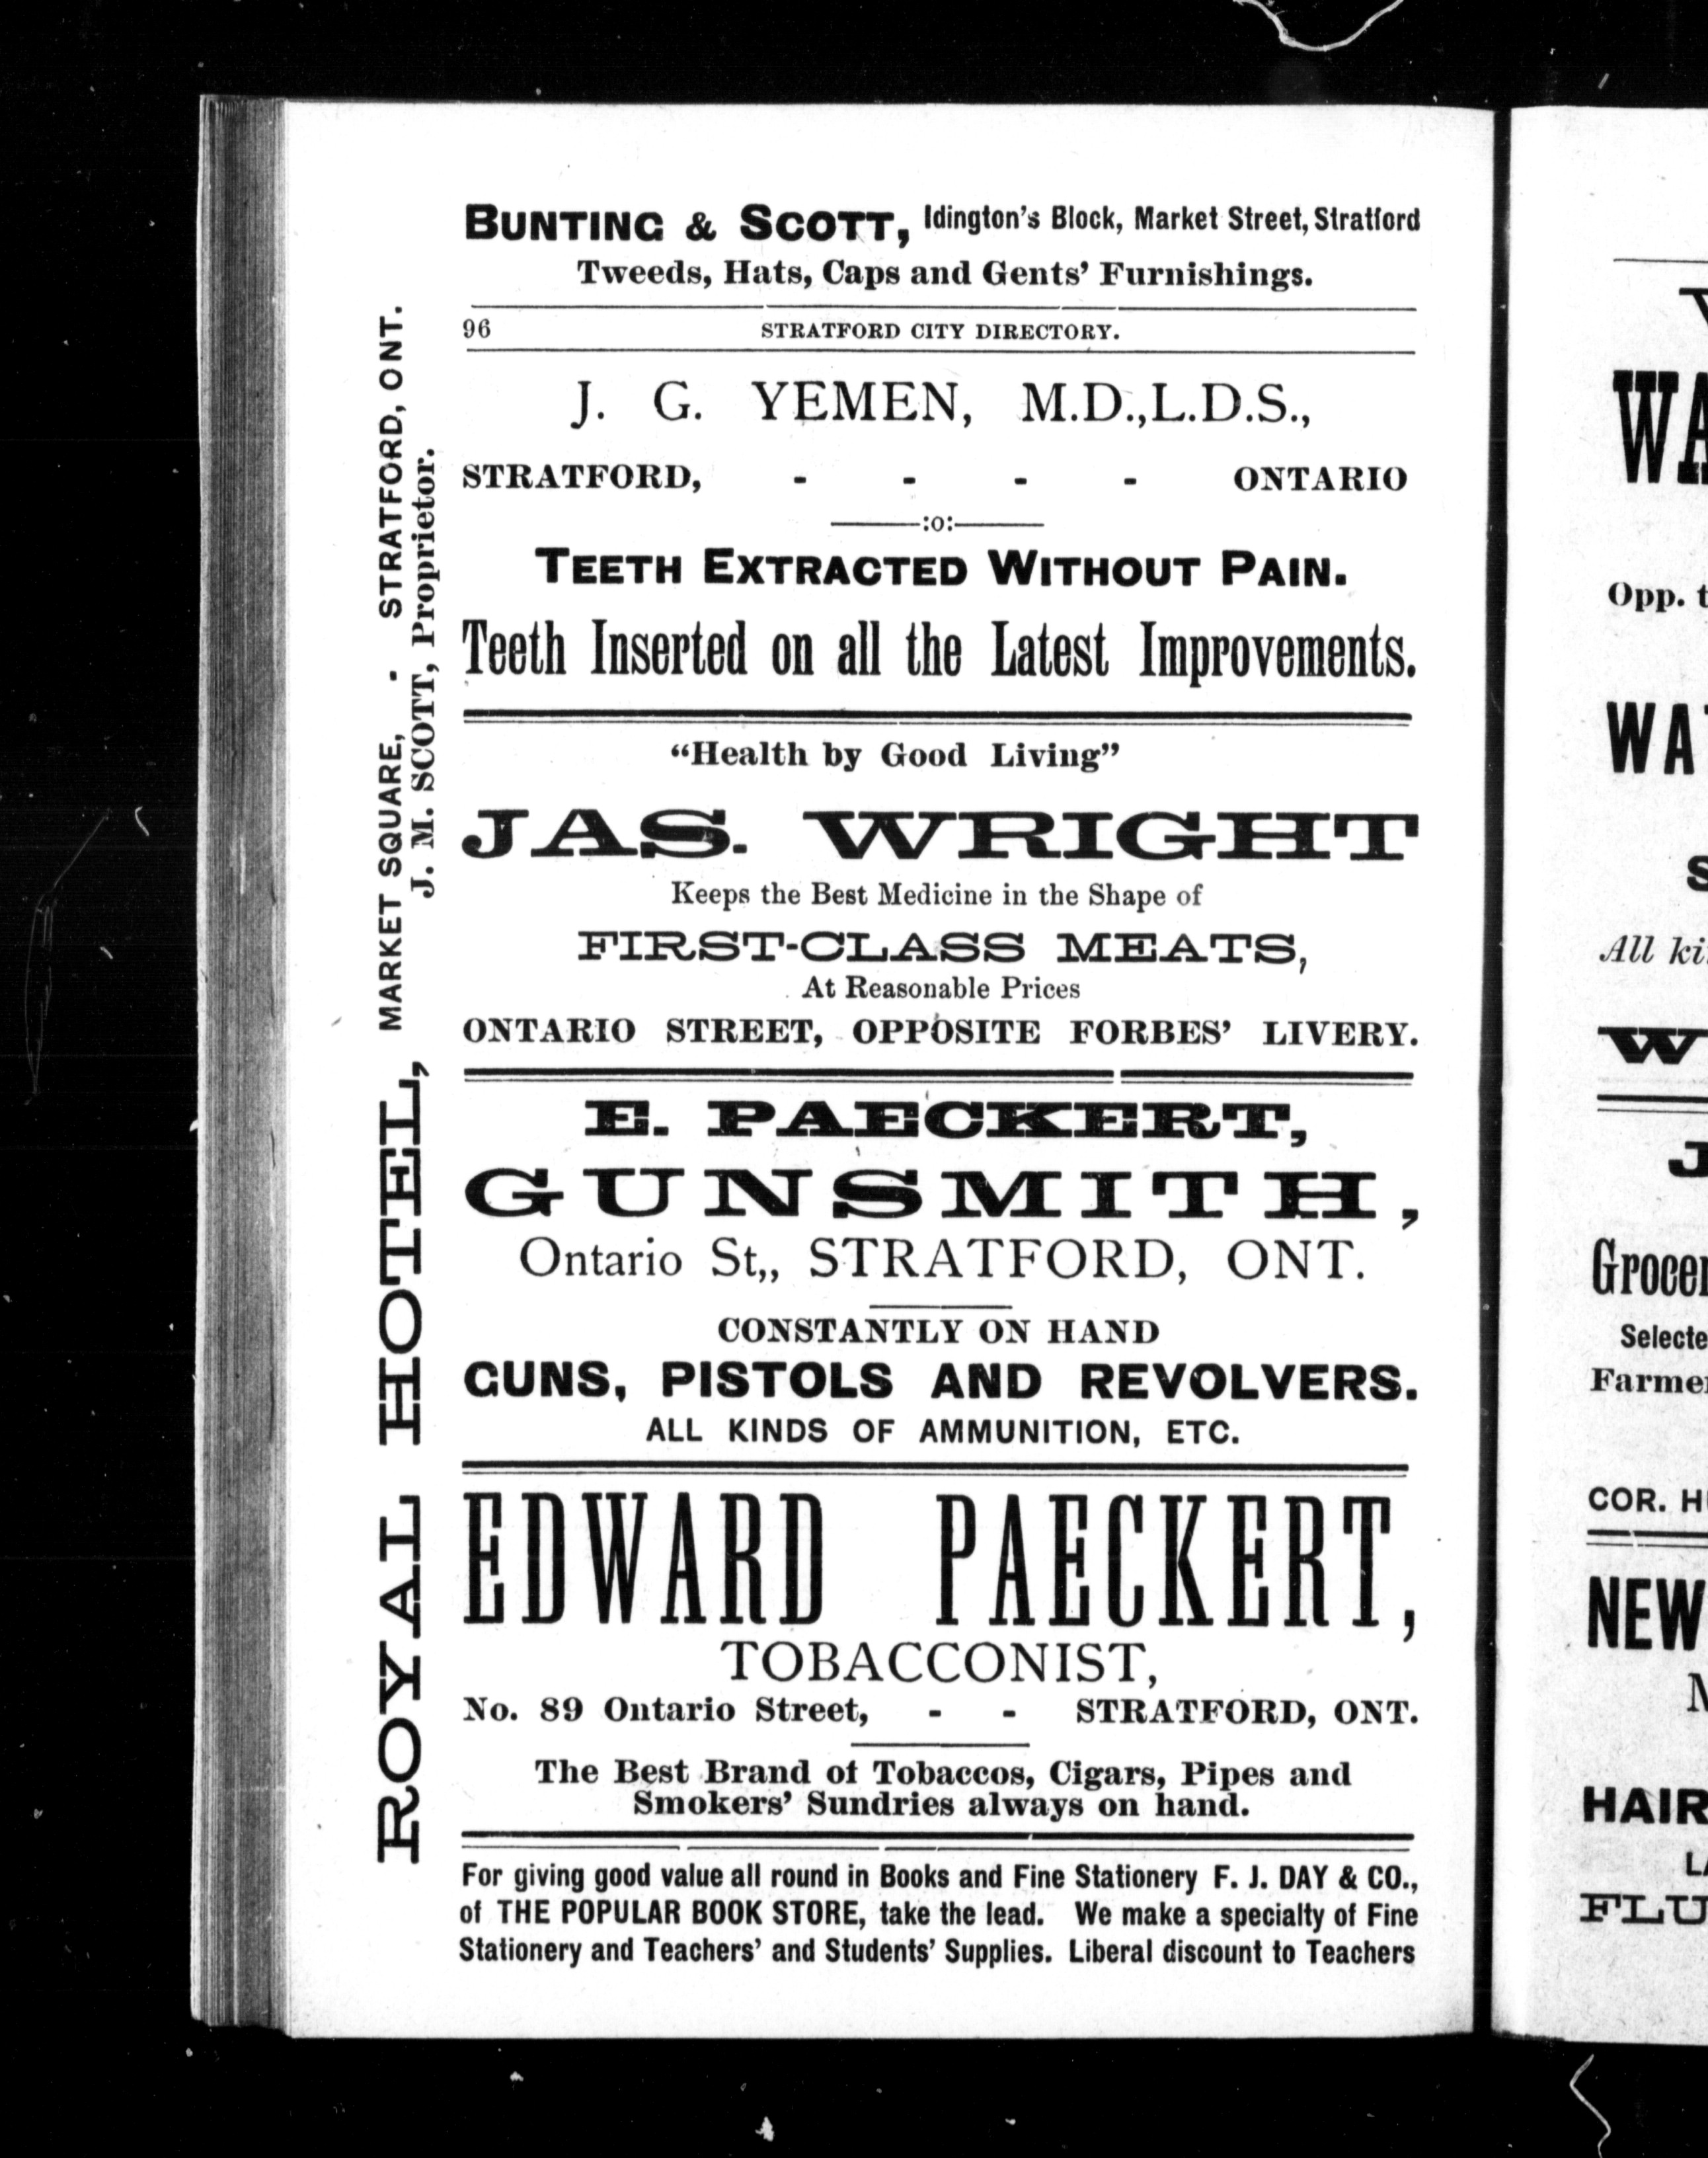 BUNTING & SCOTT, Idington's Block, Market Street, Stratford
Tweeds, Hats, Caps and Gents' Furnishings.
96 STRATFORD CITY DIRECTORY.
J. G. YEMEN, M.D.,L.D.S.,
STRATFORD, - - - - ONTARIO
:o:
TEETH EXTRACTED WITHOUT PAIN.
Teeth Inserted on all the Latest Improvements.
"Health by Good Living"
JAS. WRIGHT
Keeps the Best Medicine in the Shape of
FIRST-CLASS MEATS,
At Reasonable Prices
ONTARIO STREET, OPPOSITE FORBES' LIVERY.
E. PAECKERT,
GUNSMITH,
Ontario St,, STRATFORD, ONT.
CONSTANTLY ON HAND
GUNS, PISTOLS AND REVOLVERS.
ALL KINDS OF AMMUNITION, ETC.
EDWARD PAECKERT,
TOBACCONIST,
No. 89 Ontario Street, - - STRATFORD, ONT.
The Best Brand of Tobaccos, Cigars, Pipes and
Smokers' Sundries always on hand.
For giving good value all round in Books and Fine Stationery F. J. DAY & CO.,
of THE POPULAR BOOK STORE, take the lead. We make a specialty of Fine
Stationery and Teachers' and Students' Supplies. Liberal discount to Teachers
ROYAL HOTEL, MARKET SQUARE, - STRATFORD, ONT.
J. M. SCOTT, Proprietor.
Opp.
All
COR.
NEW
HAIR